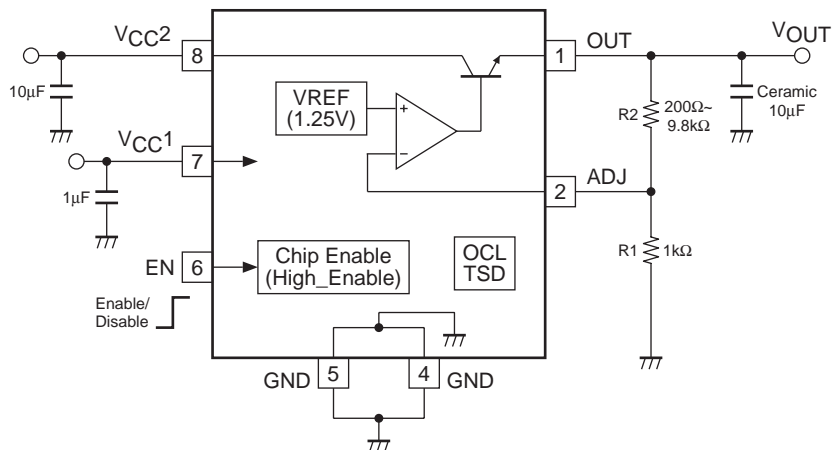 VCC2
8
1
OUT
VOUT
10μF
VREF
(1.25V)
+
−
R2
200Ω~
9.8kΩ
Ceramic
10μF
VCC1
7
2
ADJ
1μF
R1
1kΩ
EN
6
Chip Enable
(High_Enable)
OCL
TSD
Enable/
Disable
GND
5
4
GND